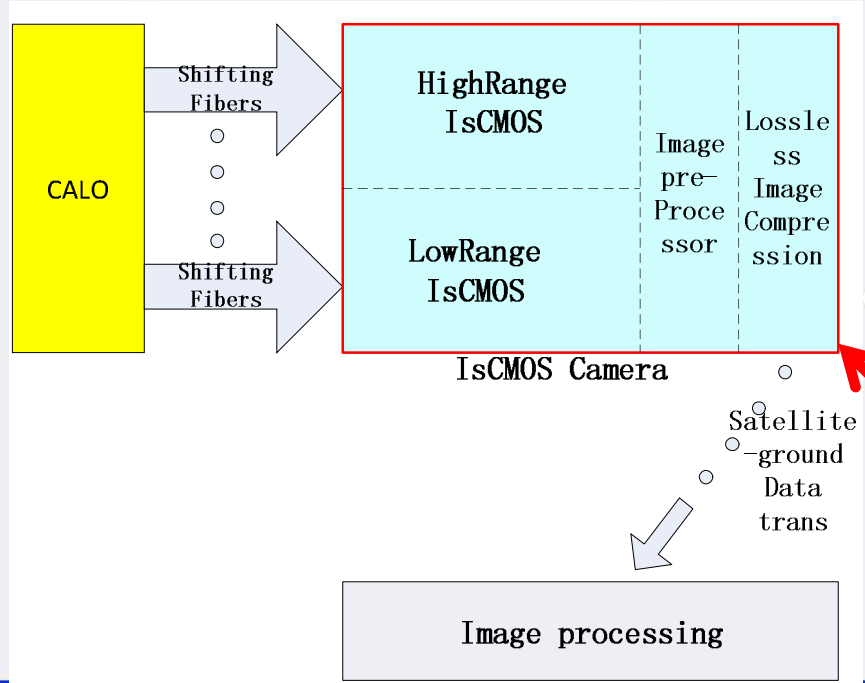 CALO
Shifting
Fibers
Shifting
Fibers
HighRange
IsCMOS
LowRange
IsCMOS
Image
pre-
Proce
ssor
Lossle
ss
Image
Compre
ssion
IsCMOS Camera
Satellite
-ground
Data
trans
Image processing